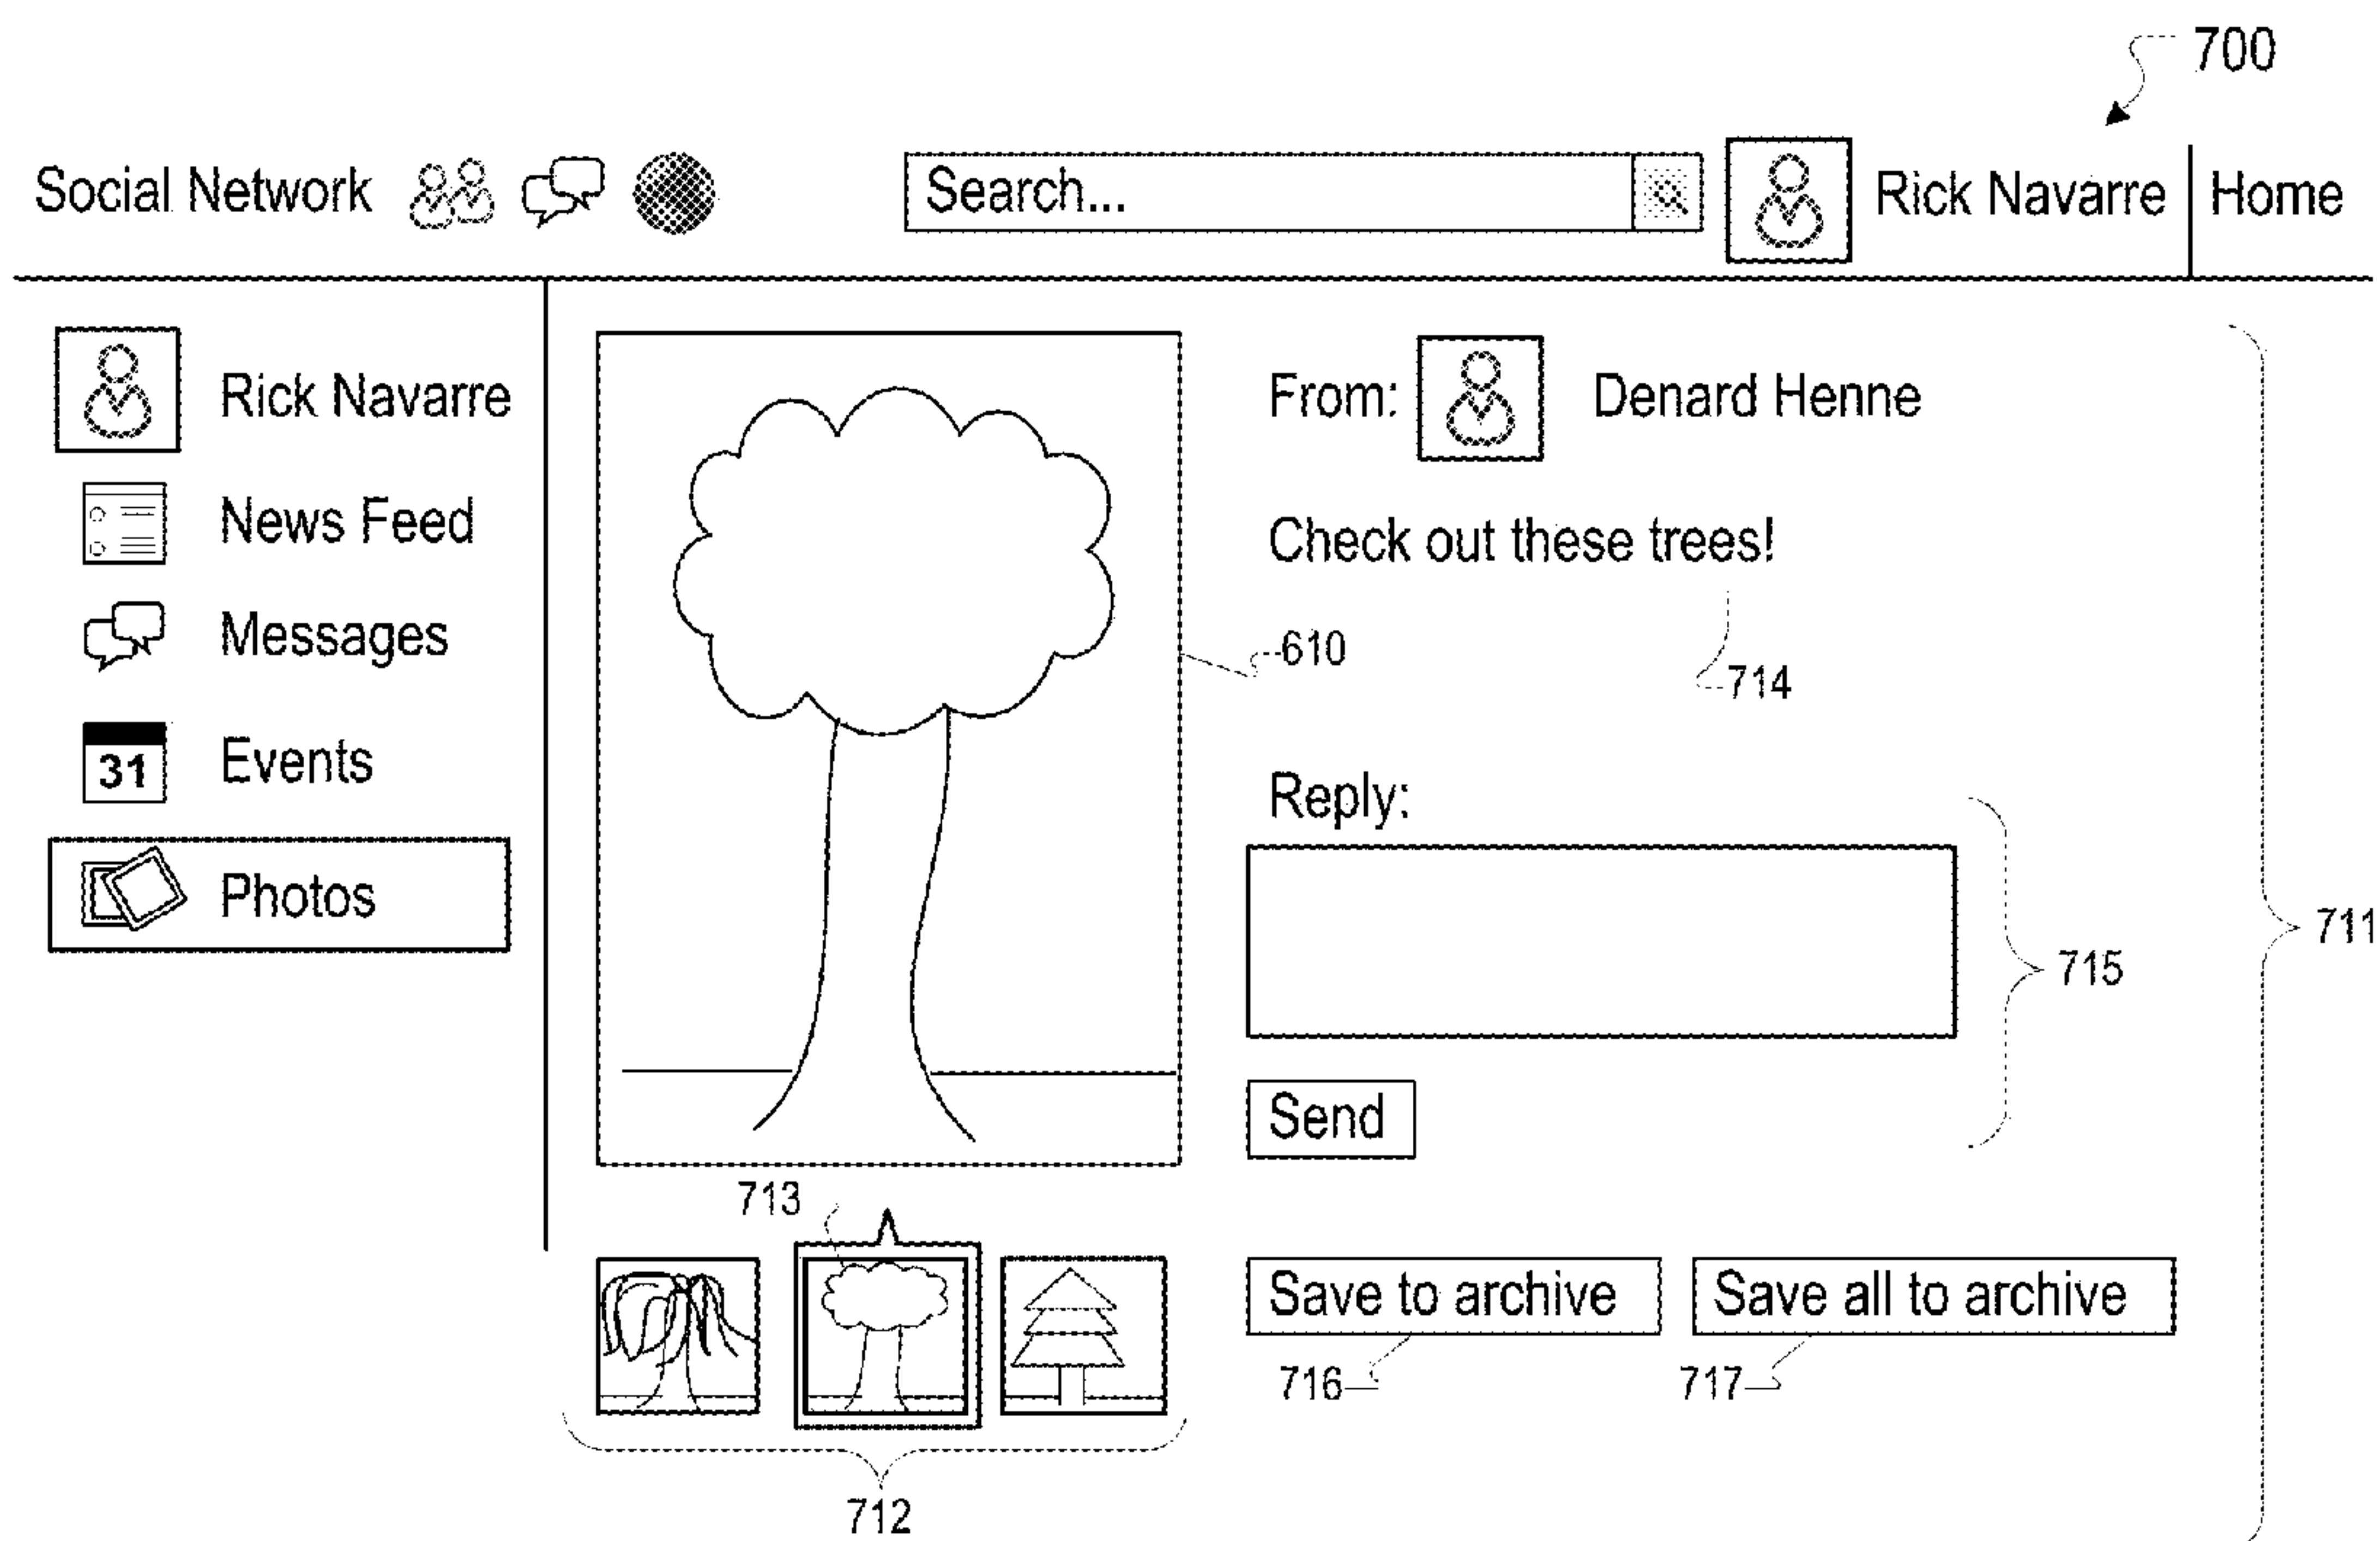 700
Social Network
Search...
Rick Navarre
Home
Rick Navarre
From:
Denard Henne
News Feed
Check out these trees!
610
Messages
714
Events
31
Reply:
Photos
711
715
Send
713
Save to archive
Save all to archive
716
717
712